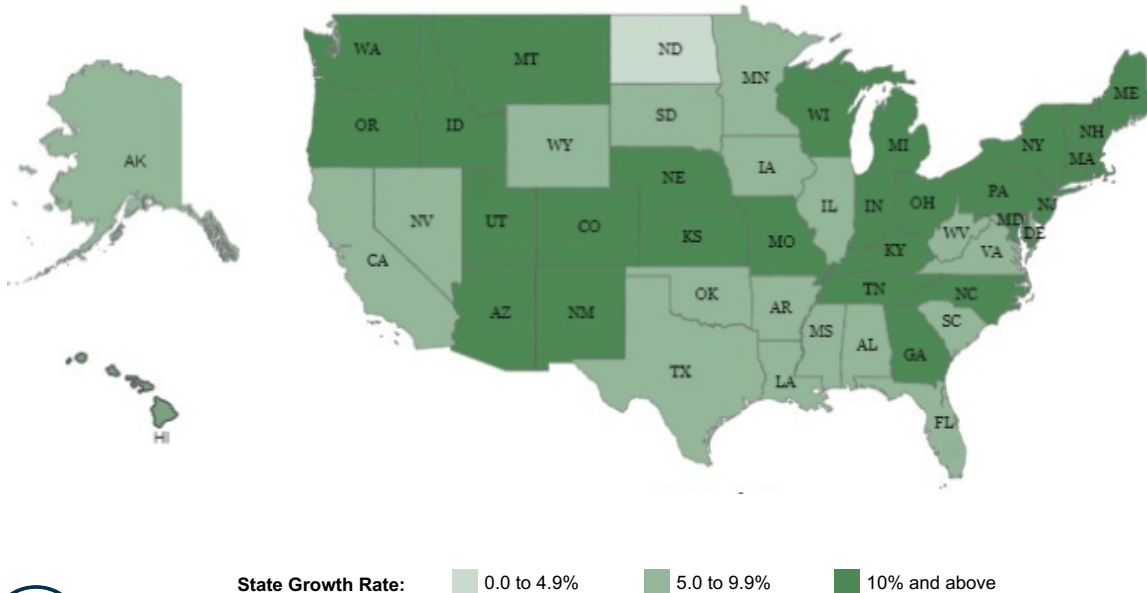 WA
MT
ND
MN
ME
OR
ID
SD
WI
NH
NY
MA
MI
AK
WY
IA
NE
PA
NJ
OH
IN
IL
MD
DE
NV
UT
CO
KS
MO
WV
VA
KY
CA
AZ
NM
OK
AR
TN
NC
SC
MS
AL
GA
TX
LA
FL
HI
State Growth Rate: 0.0 to 4.9% 5.0 to 9.9% 10% and above